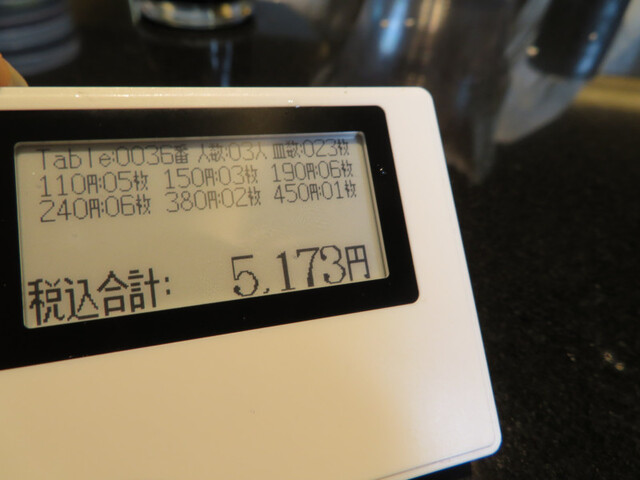 Table:0036番 人数:03人 皿数:023枚
110円:05枚 150円:03枚 190円:06枚
240円:06枚 380円:02枚 450円:01枚
税込合計: 5,173円